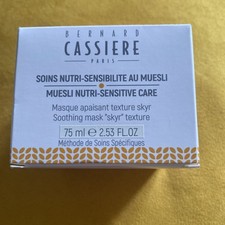 BERNARD
CASSIERE
PARIS
SOINS NUTRI-SENSIBILITE AU MUESLI
MUESLI NUTRI-SENSITIVE CARE
Masque apaisant texture skyr
Soothing mask "skyr" texture
75 ml e 2.53 FL.OZ
Méthode de Soins Spécifiques